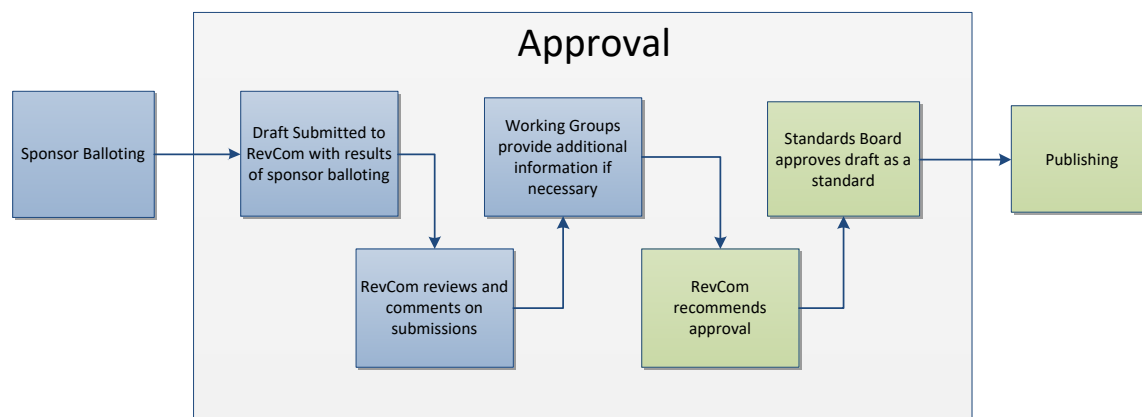 Approval
Sponsor Balloting
Draft Submitted to
RevCom with results
of sponsor balloting
RevCom reviews and
comments on
submissions
Working Groups
provide additional
information if
necessary
RevCom
recommends
approval
Standards Board
approves draft as a
standard
Publishing